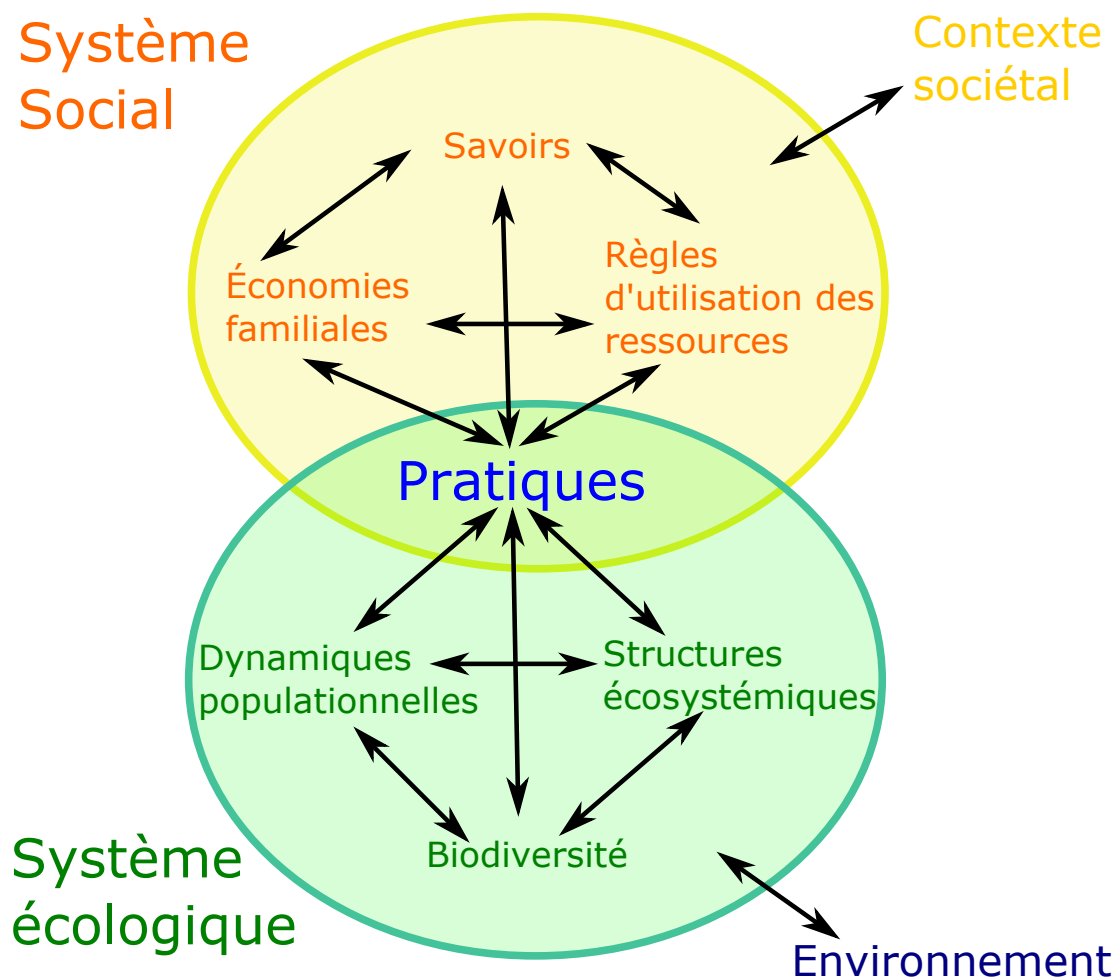 Système
Social
Contexte
sociétal
Savoirs
Économies
familiales
Règles
d'utilisation des
ressources
Pratiques
Dynamiques
populationnelles
Structures
écosystémiques
Biodiversité
Système
écologique
Environnement